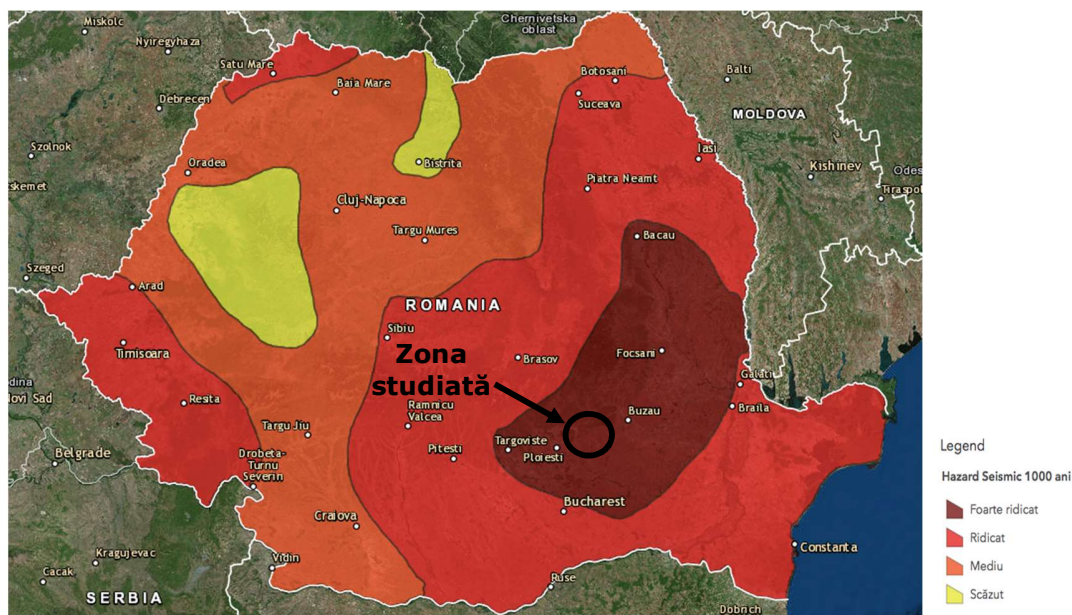 Miskolc
Chernivetska
oblast
Nyiregyhaza
Satu Mare
Baia Mare
Botosani
Balti
Debrecen
Suceava
MOLDOVA
Szolnok
Oradea
Bistrita
Iasi
Kishinev
Odes
cskemet
Piatra Neamt
Tiraspol
Cluj-Napoca
Targu Mures
Bacau
Szeged
Arad
ROMANIA
Sibiu
Timisoara
Zona
studiată
Brasov
Focsani
Galati
Novi Sad
Resita
Ramnicu
Valcea
Buzau
Braila
Targu Jiu
Targoviste
Ploiesti
Pitesti
Belgrade
Drobeta-
Turnu
Severin
Bucharest
Craiova
Constanta
Kragujevac
Vidin
Cacak
SERBIA
Ruse
Dobrich
Legend
Hazard Seismic 1000 ani
Foarte ridicat
Ridicat
Mediu
Scăzut